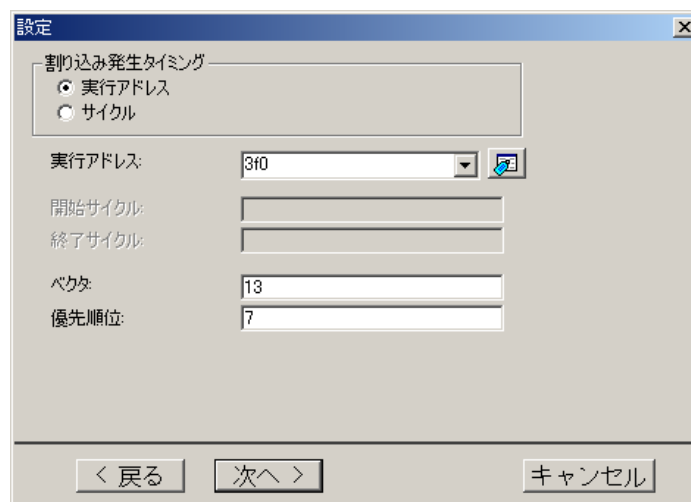 設定
割り込み発生タイミング
実行アドレス
サイクル
実行アドレス: 3f0
開始サイクル:
終了サイクル:
ベクタ: 13
優先順位: 7
< 戻る 次へ > キャンセル